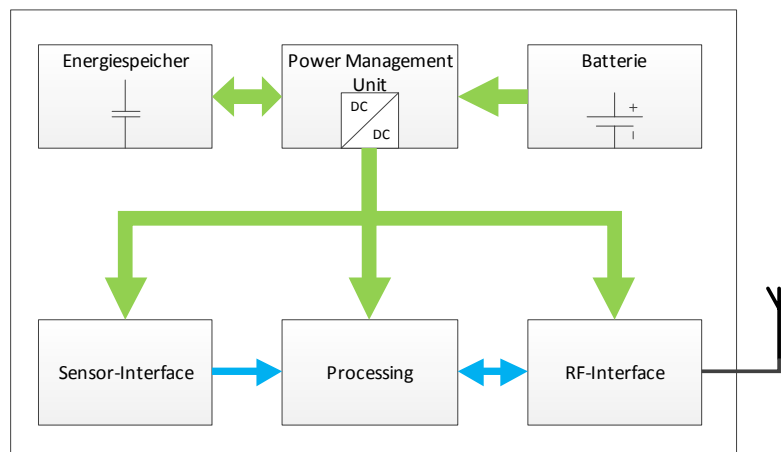 Energiespeicher
Power Management
Unit
Batterie
DC
DC
+
-
Sensor-Interface
Processing
RF-Interface